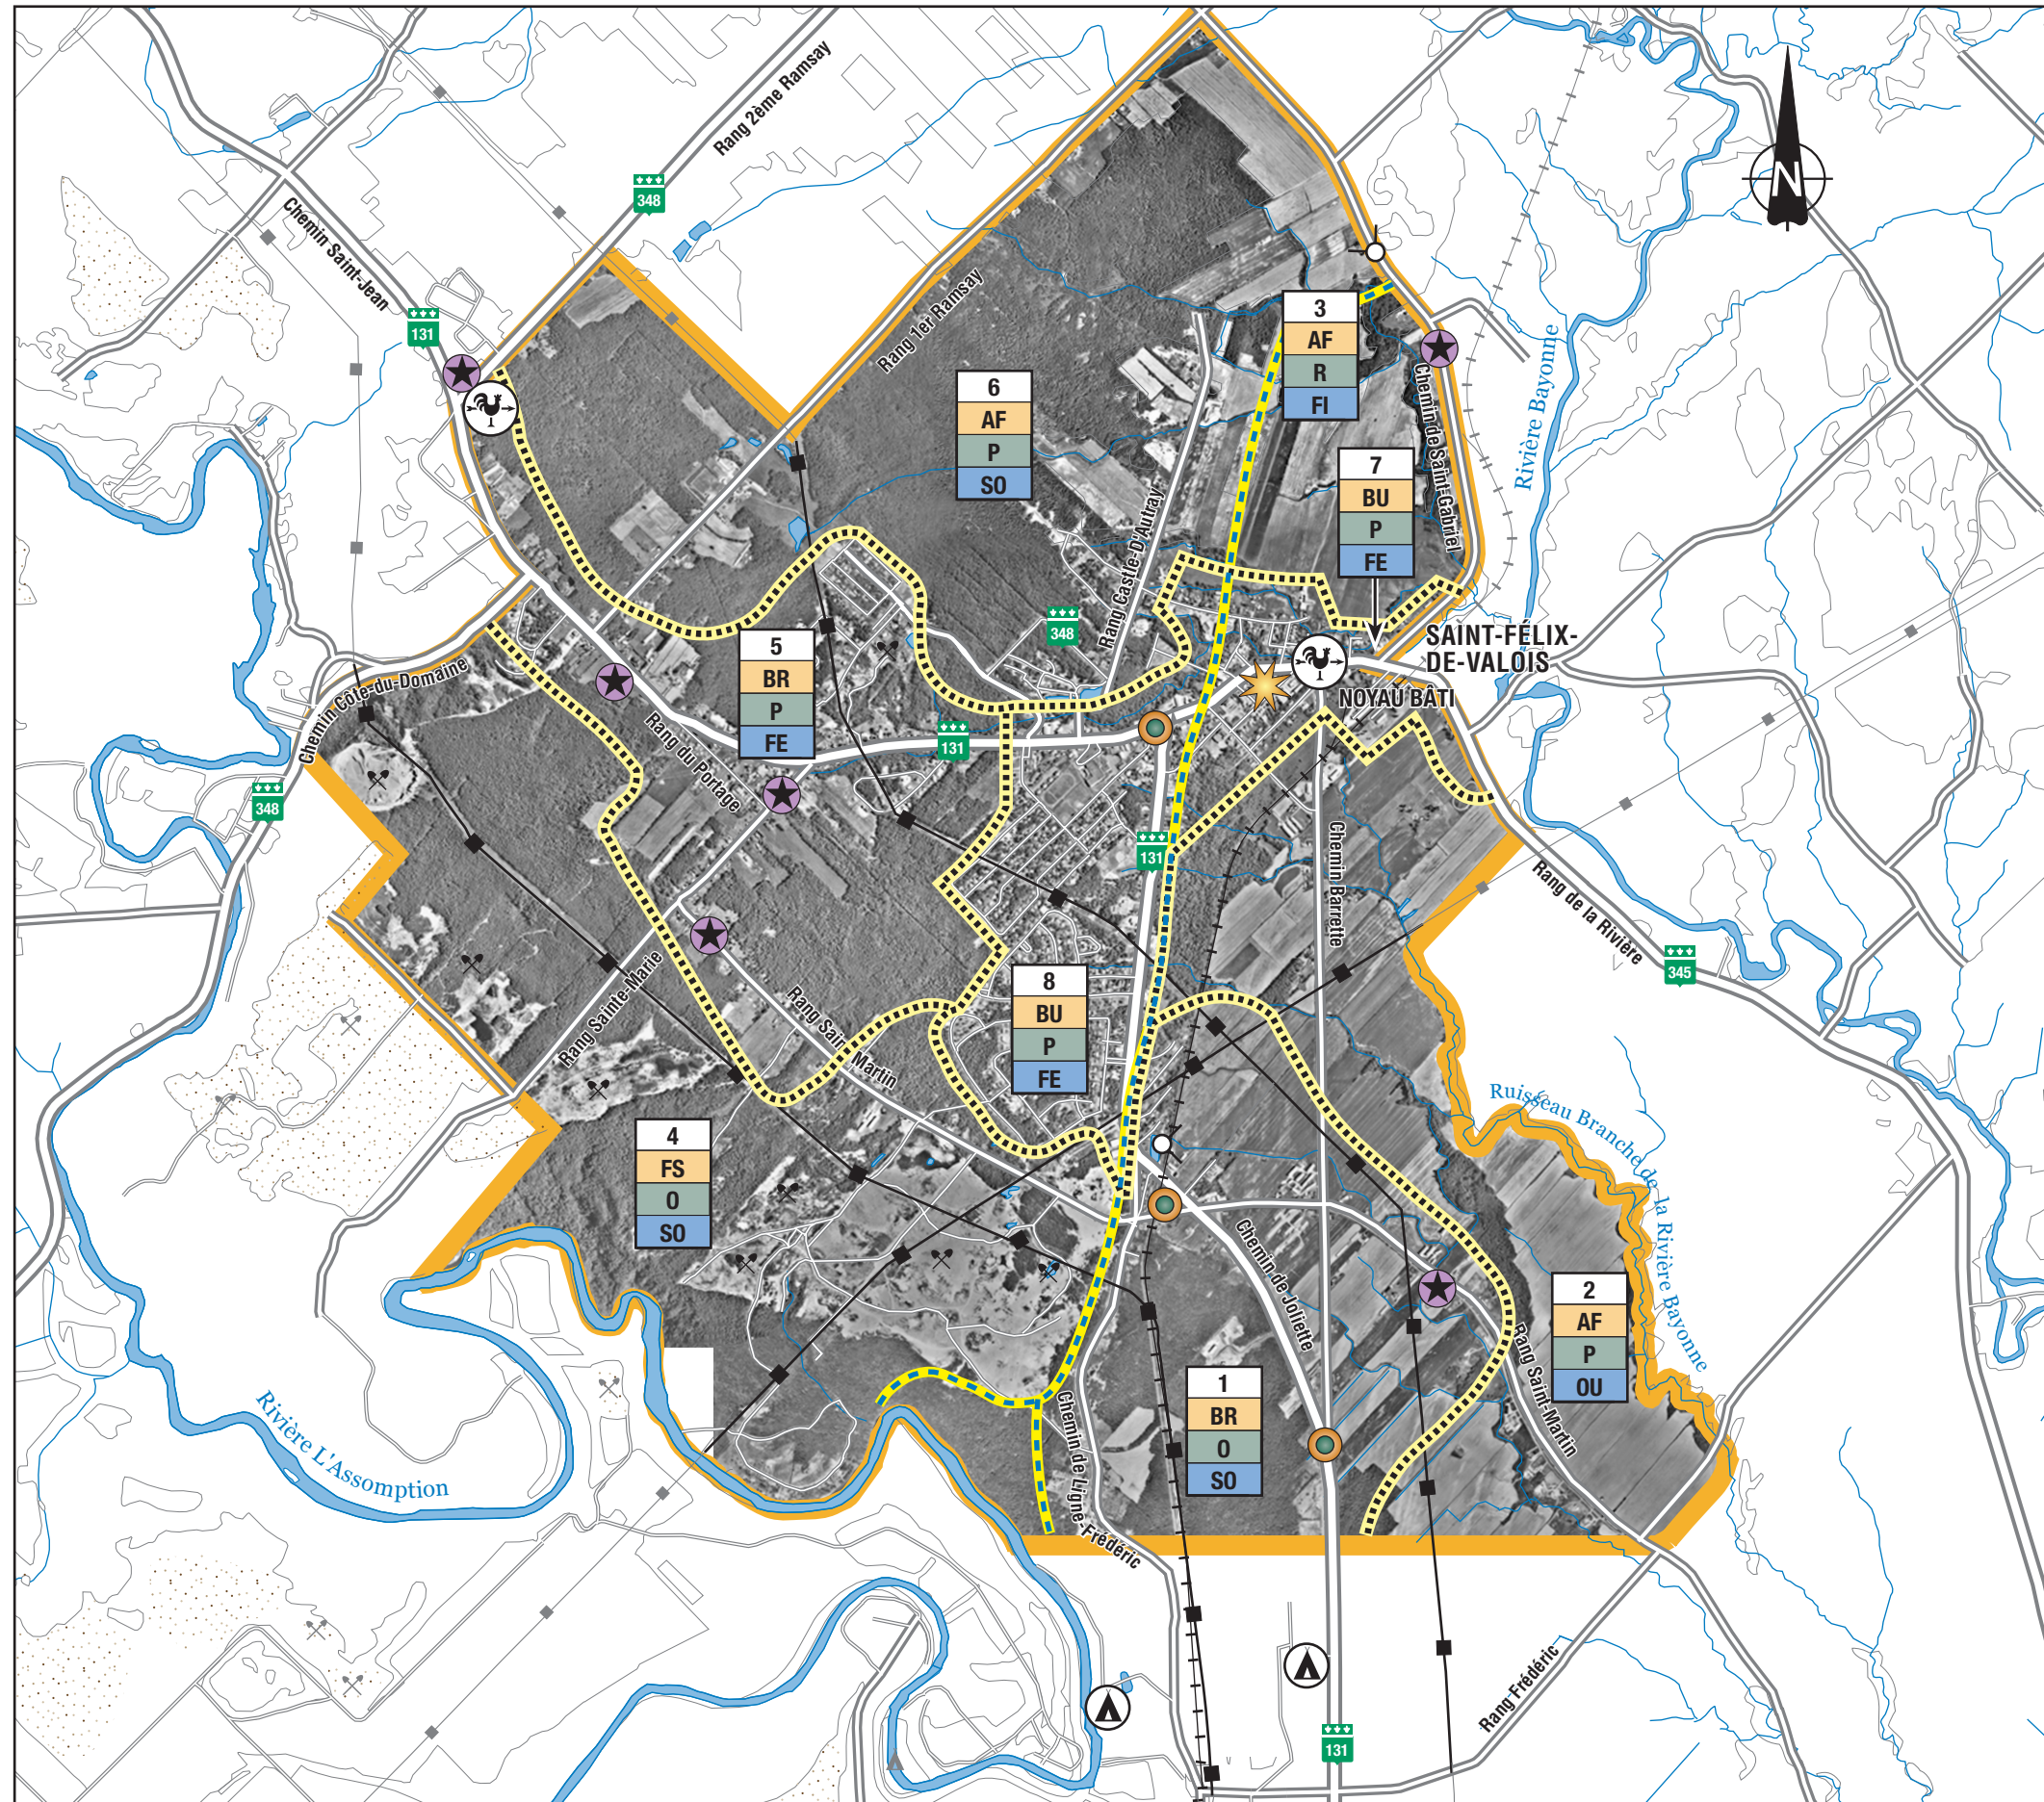 Rang 2ème Ramsay
348
N
Chemin Saint-Jean
131
Rang 1er Ramsay
3
AF
R
FI
6
AF
P
SO
Chemin de Saint-Gabriel
Rivière Bayonne
7
BU
P
FE
Rang Castle-D'Autray
348
SAINT-FÉLIX-
DE-VALOIS
NOYAU BÂTI
5
BR
P
FE
Chemin Côte-du-Domaine
Rang du Portage
131
348
131
Chemin Barrette
Rang de la Rivière
345
Rang Sainte-Marie
Rang Saint-Martin
8
BU
P
FE
Ruisseau Branche de la Rivière Bayonne
4
FS
O
SO
Chemin de Joliette
2
AF
P
OU
Rang Saint-Martin
1
BR
O
SO
Chemin de Ligne-Frédéric
Rivière L'Assomption
Rang Frédéric
131